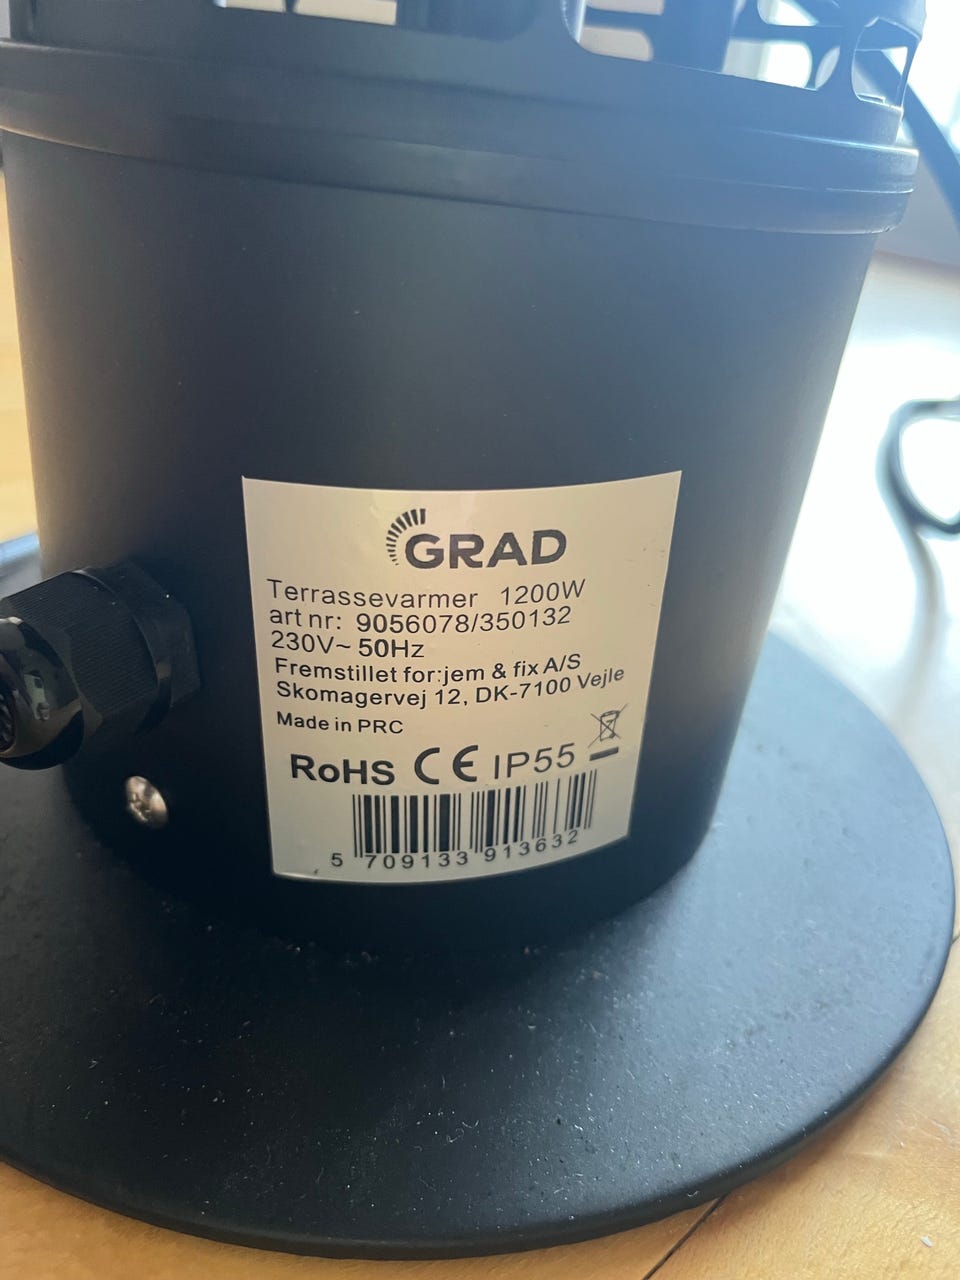 GRAD
Terrassevarmer 1200W
art nr: 9056078/350132
230V~ 50Hz
Fremstillet for:jem & fix A/S
Skomagervej 12, DK-7100 Vejle
Made in PRC
RoHS CE IP55
5 709133 913632